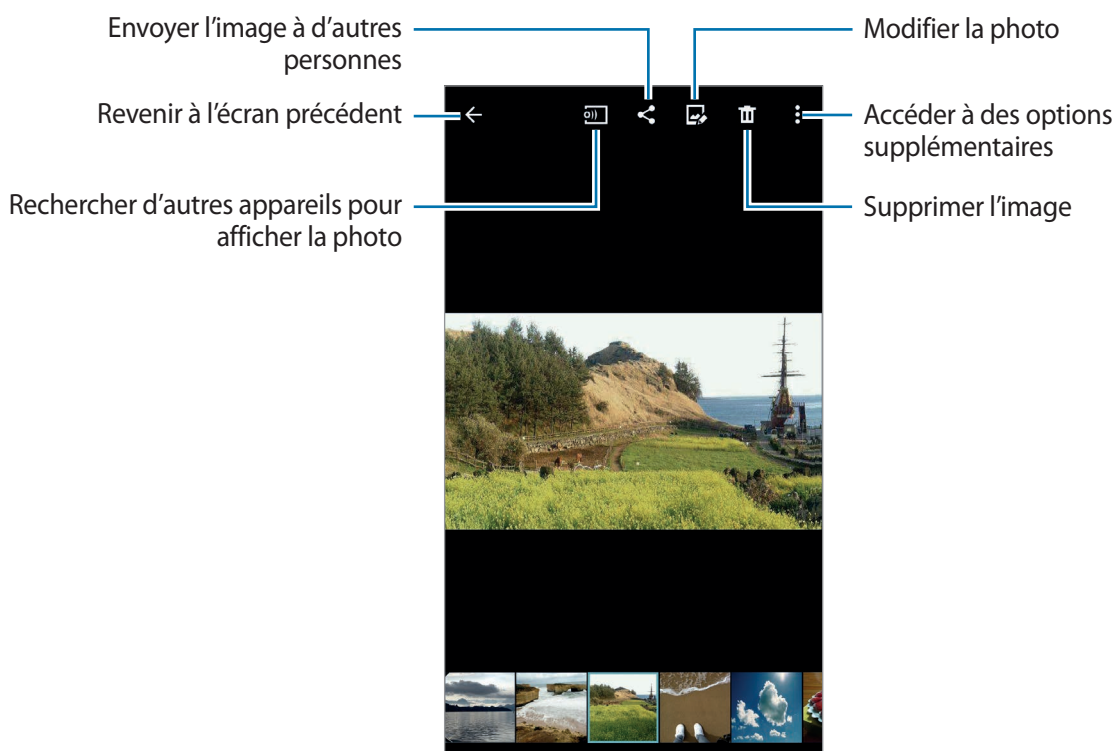 Envoyer l’image à d’autres
personnes
Modifier la photo
Revenir à l’écran précédent
Accéder à des options
supplémentaires
Rechercher d’autres appareils pour
afficher la photo
Supprimer l’image